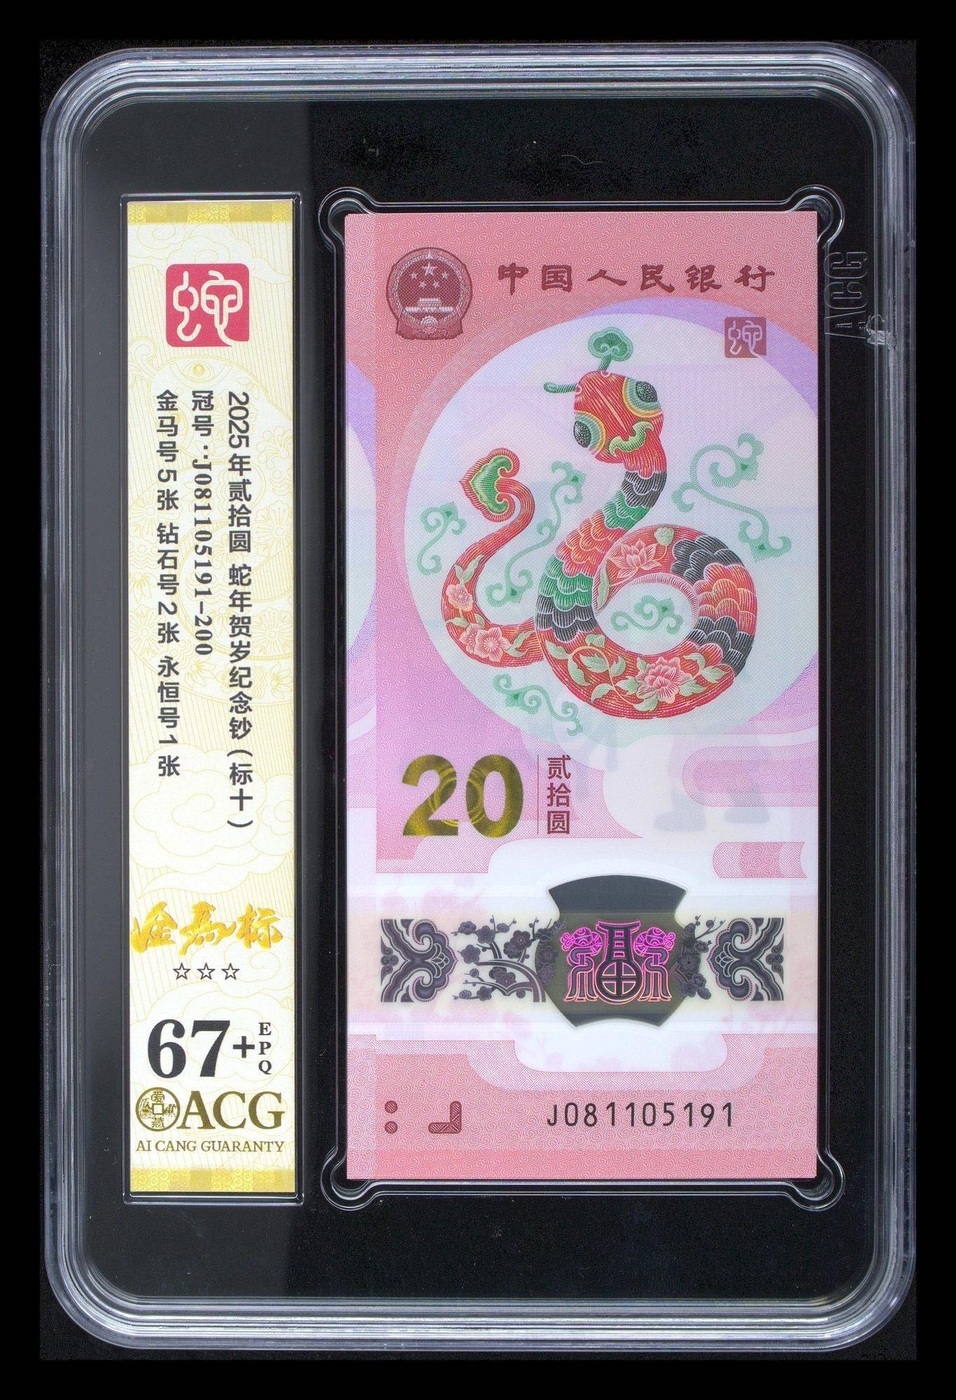 蛇
2025年贰拾圆 蛇年贺岁纪念钞(标十)
冠号:J081105191-200
金马号5张 钻石号2张 永恒号1张
金马标
☆☆☆
67+
EPQ
爱藏
ACG
AI CANG GUARANTY
中国人民银行
蛇
20
贰拾圆
福
J081105191
ACG